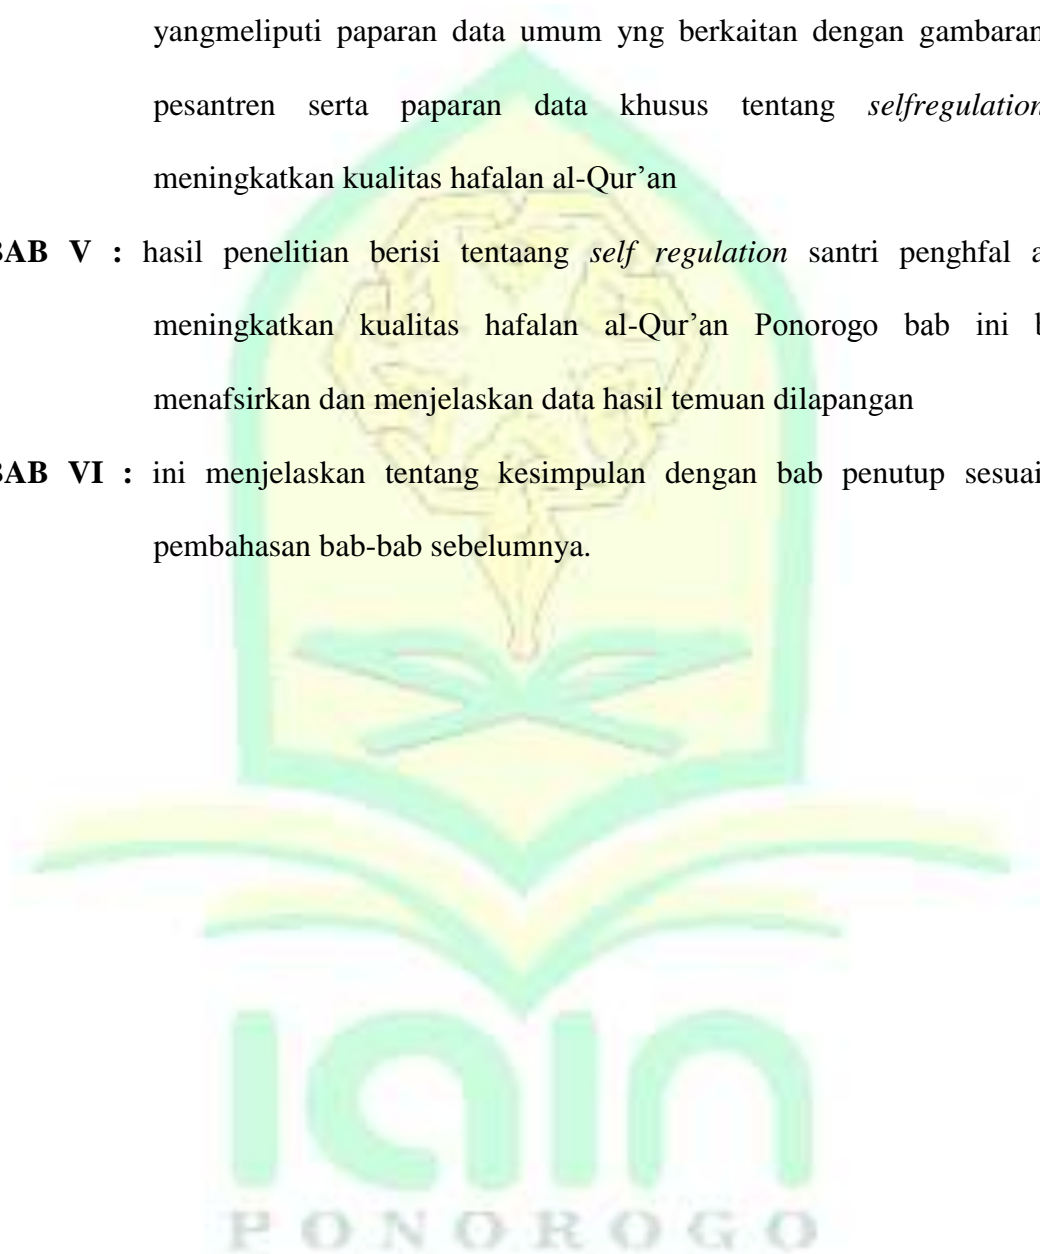 yangmeliputi paparan data umum yng berkaitan dengan gambaran
pesantren serta paparan data khusus tentang selfregulation
meningkatkan kualitas hafalan al-Qur’an
BAB V : hasil penelitian berisi tentaang self regulation santri penghfal a
meningkatkan kualitas hafalan al-Qur’an Ponorogo bab ini b
menafsirkan dan menjelaskan data hasil temuan dilapangan
BAB VI : ini menjelaskan tentang kesimpulan dengan bab penutup sesuai
pembahasan bab-bab sebelumnya.
iain
PONOROGO